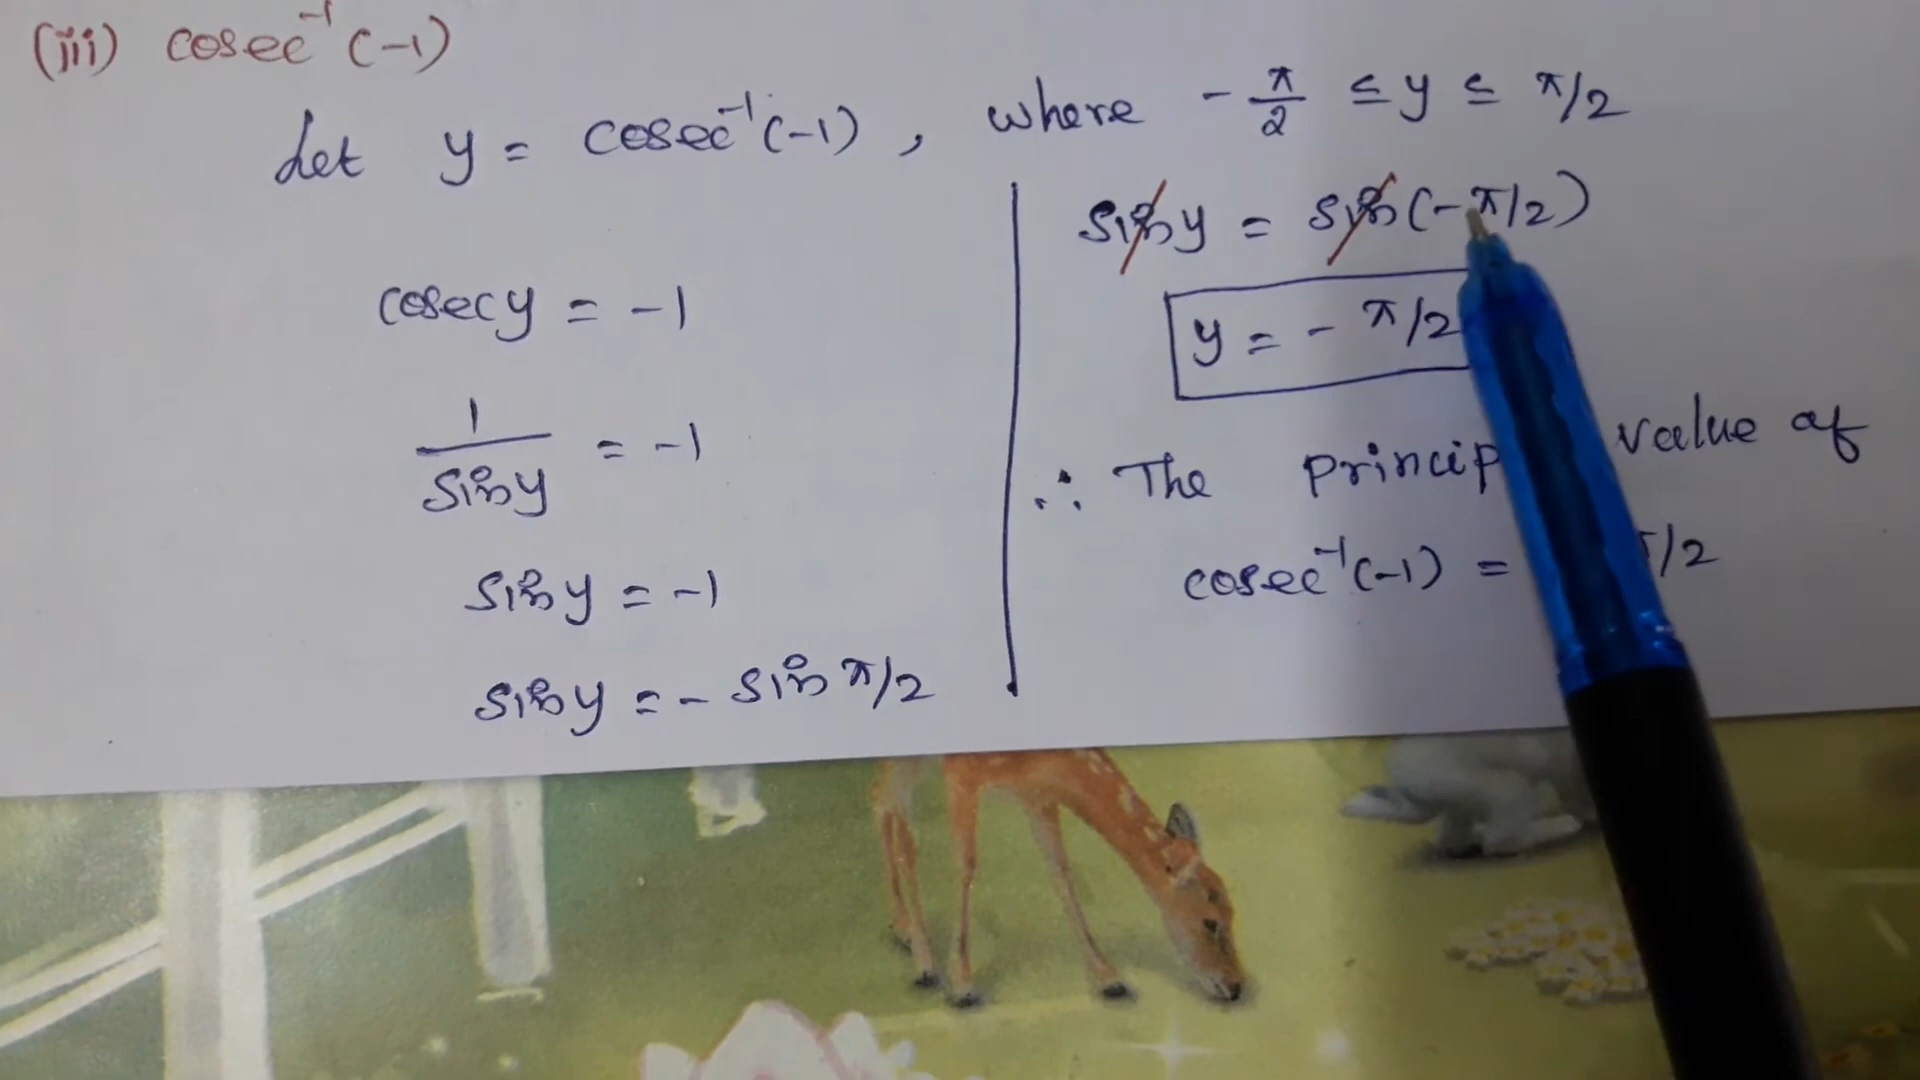 (iii) cosec⁻¹(-1)
Let y = cosec⁻¹(-1), where -π/2 ≤ y ≤ π/2
cosec y = -1
1/sin y = -1
sin y = -1
sin y = - sin π/2
sin y = sin(-π/2)
y = - π/2
∴ The value of
cosec⁻¹(-1) = π/2